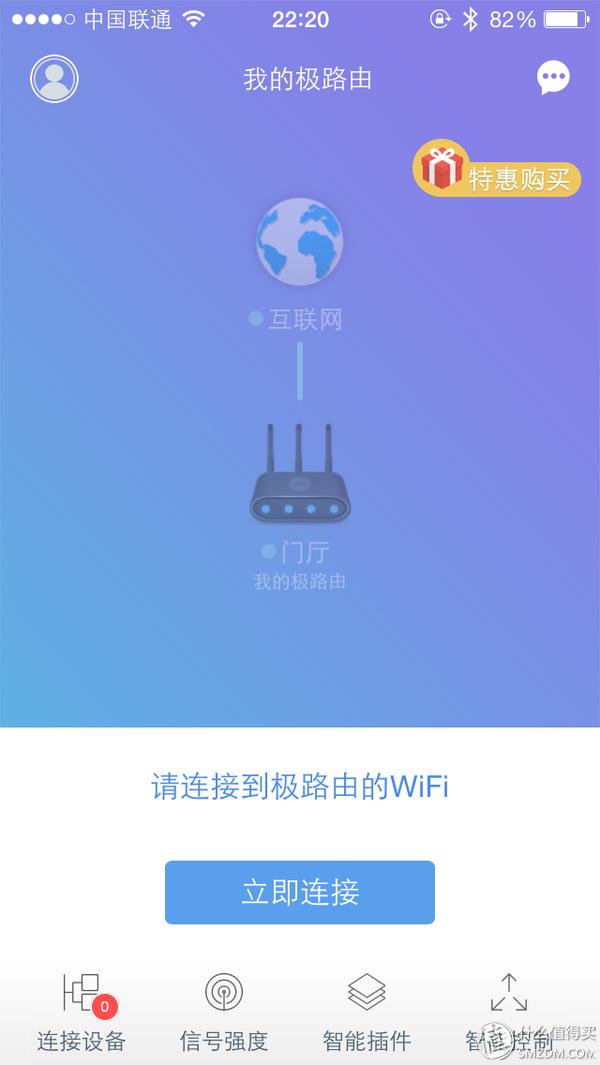 中国联通 22:20 82%
我的极路由
特惠购买
互联网
门厅
我的极路由
请连接到极路由的WiFi
立即连接
0
连接设备 信号强度 智能插件 智能控制
值 什么值得买
SMZDM.COM